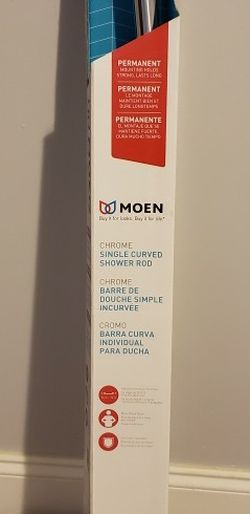 PERMANENT
MOUNTING HOLDS
STRONG, LASTS LONG
PERMANENT
LE MONTAGE
MAINTIENT BIEN ET
DURE LONGTEMPS
PERMANENTE
EL MONTAJE QUE SE
MANTIENE FUERTE,
DURA MUCHO TIEMPO
MOEN
Buy it for looks. Buy it for life.®
CHROME
SINGLE CURVED
SHOWER ROD
CHROME
BARRE DE
DOUCHE SIMPLE
INCURVÉE
CROMO
BARRA CURVA
INDIVIDUAL
PARA DUCHA